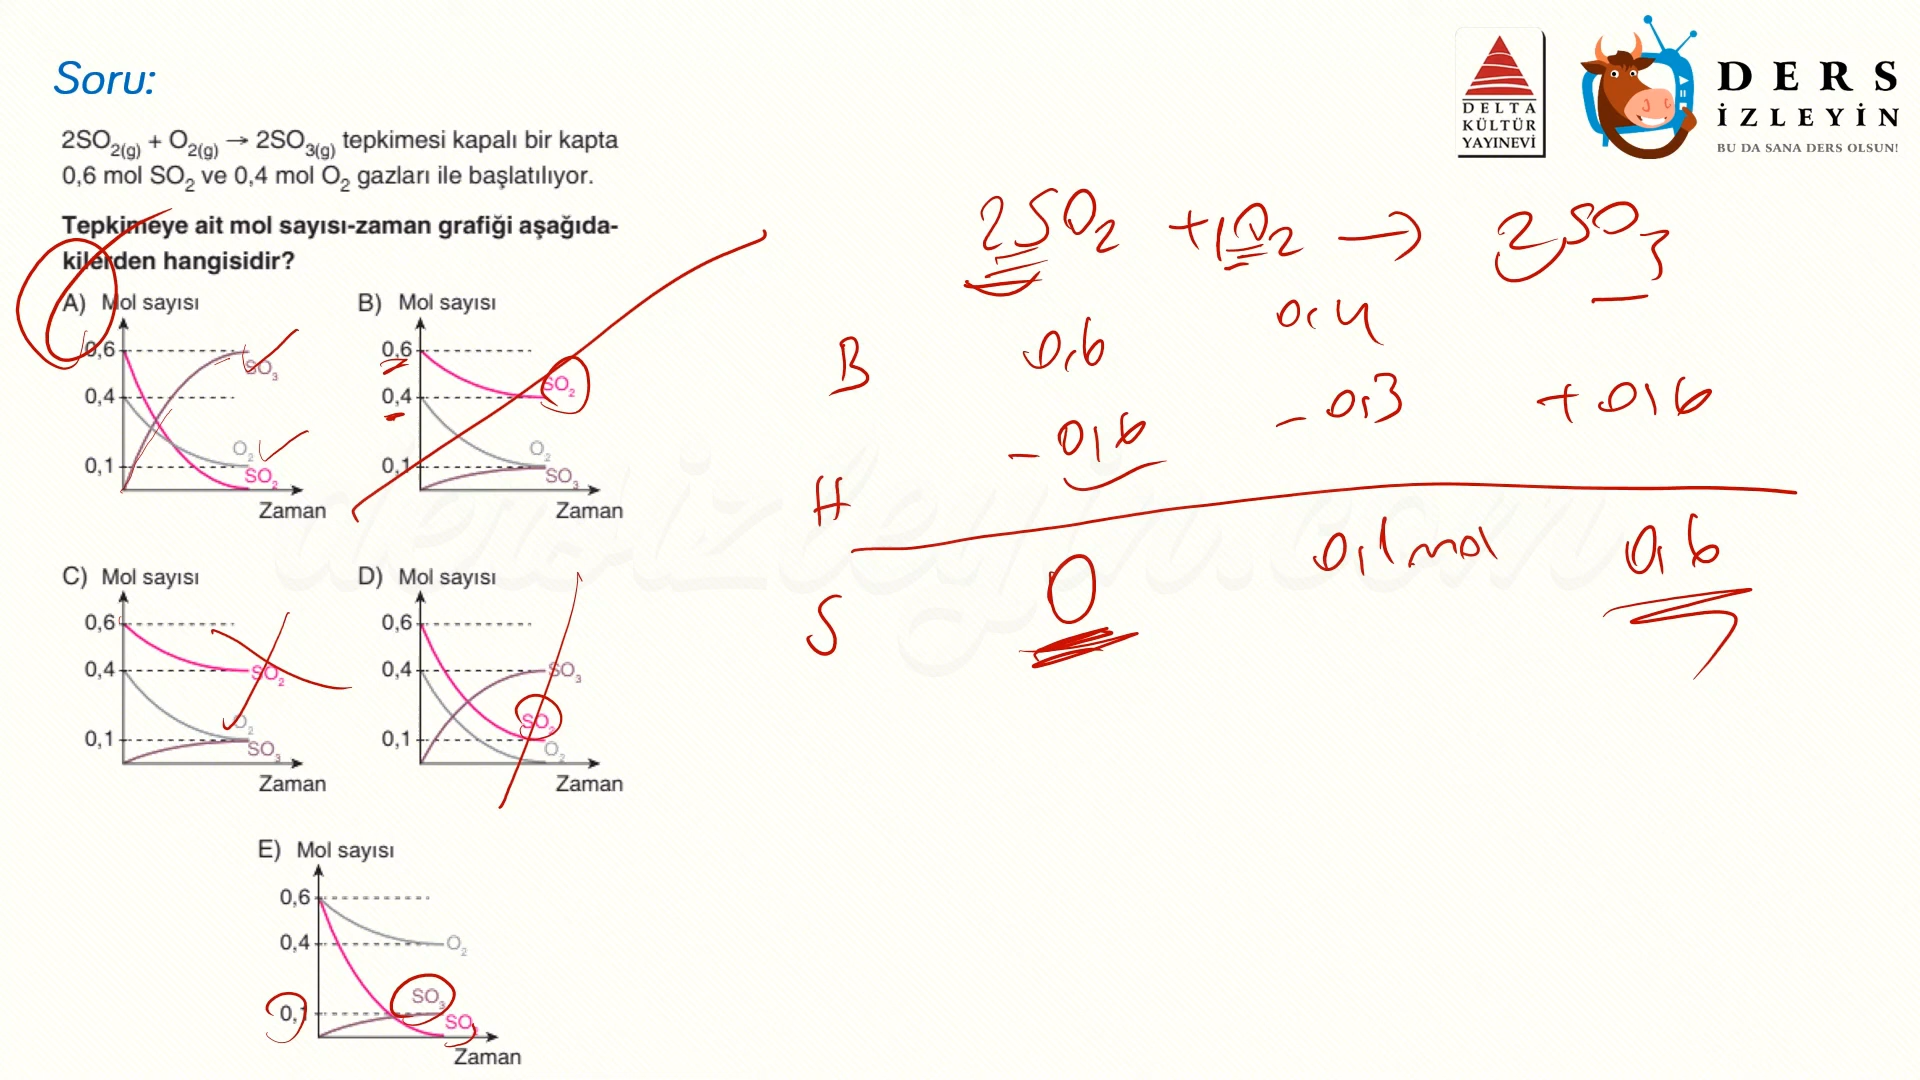 Soru:
2SO2(g) + O2(g) → 2SO3(g) tepkimesi kapalı bir kapta
0,6 mol SO2 ve 0,4 mol O2 gazları ile başlatılıyor.
Tepkimeye ait mol sayısı-zaman grafiği aşağıda-
kilerden hangisidir?
A) Mol sayısı
0,6
SO3
0,4
O2
0,1
SO2
Zaman
B) Mol sayısı
0,6
SO2
0,4
O2
0,1
SO3
Zaman
C) Mol sayısı
0,6
0,4
SO2
O2
0,1
SO3
Zaman
D) Mol sayısı
0,6
0,4
SO3
SO2
0,1
O2
Zaman
E) Mol sayısı
0,6
0,4
O2
SO3
0,1
SO2
Zaman
2SO2 + 1O2 → 2SO3
B 0,6 0,4
H - 0,6 - 0,3 + 0,6
S 0 0,1 mol 0,6
DELTA
KÜLTÜR
YAYINEVİ
DERS
İZLEYİN
BU DA SANA DERS OLSUN!
dersizleyin.com